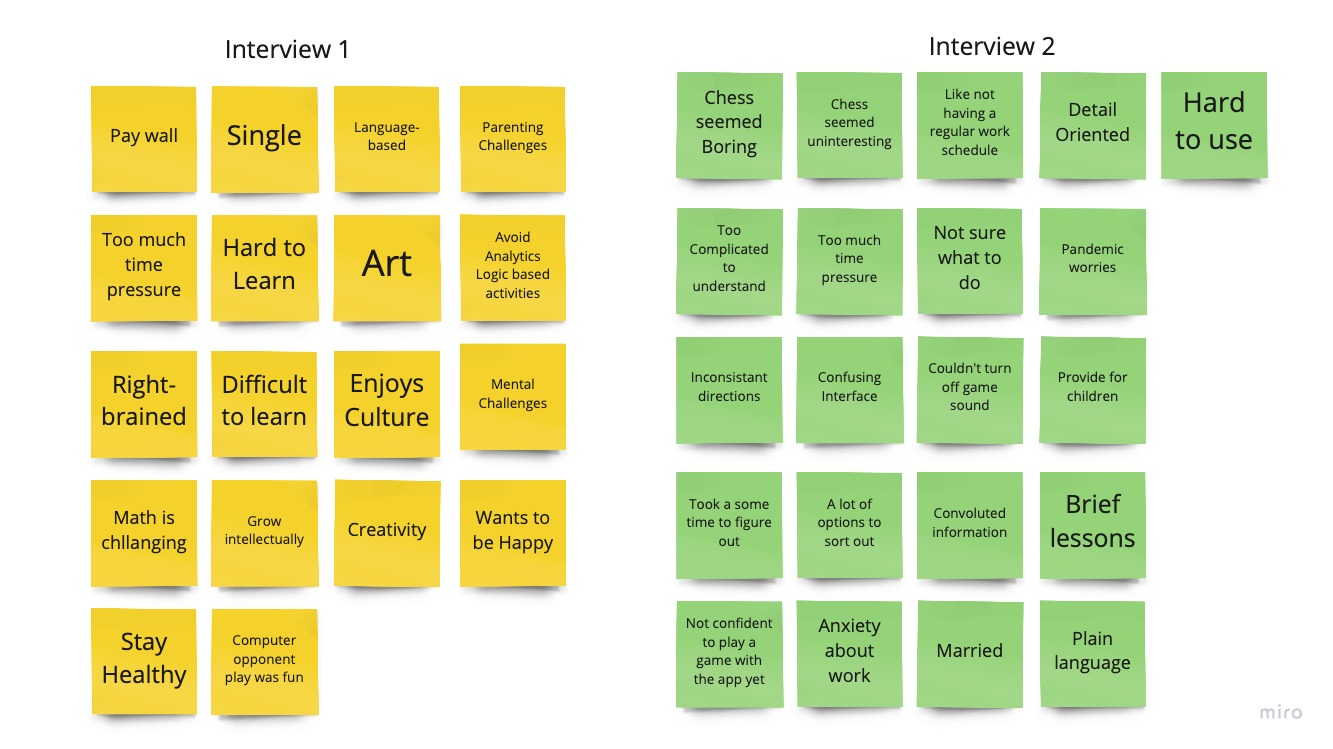 Interview 1
Pay wall
Single
Language-
based
Parenting
Challenges
Too much
time
pressure
Hard to
Learn
Art
Avoid
Analytics
Logic based
activities
Right-
brained
Difficult
to learn
Enjoys
Culture
Mental
Challenges
Math is
chllanging
Grow
intellectually
Creativity
Wants to
be Happy
Stay
Healthy
Computer
opponent
play was fun
Interview 2
Chess
seemed
Boring
Chess
seemed
uninteresting
Like not
having a
regular work
schedule
Detail
Oriented
Hard
to use
Too
Complicated
to
understand
Too much
time
pressure
Not sure
what to
do
Pandemic
worries
Inconsistant
directions
Confusing
Interface
Couldn't turn
off game
sound
Provide for
children
Took a some
time to figure
out
A lot of
options to
sort out
Convoluted
information
Brief
lessons
Not confident
to play a
game with
the app yet
Anxiety
about
work
Married
Plain
language
miro